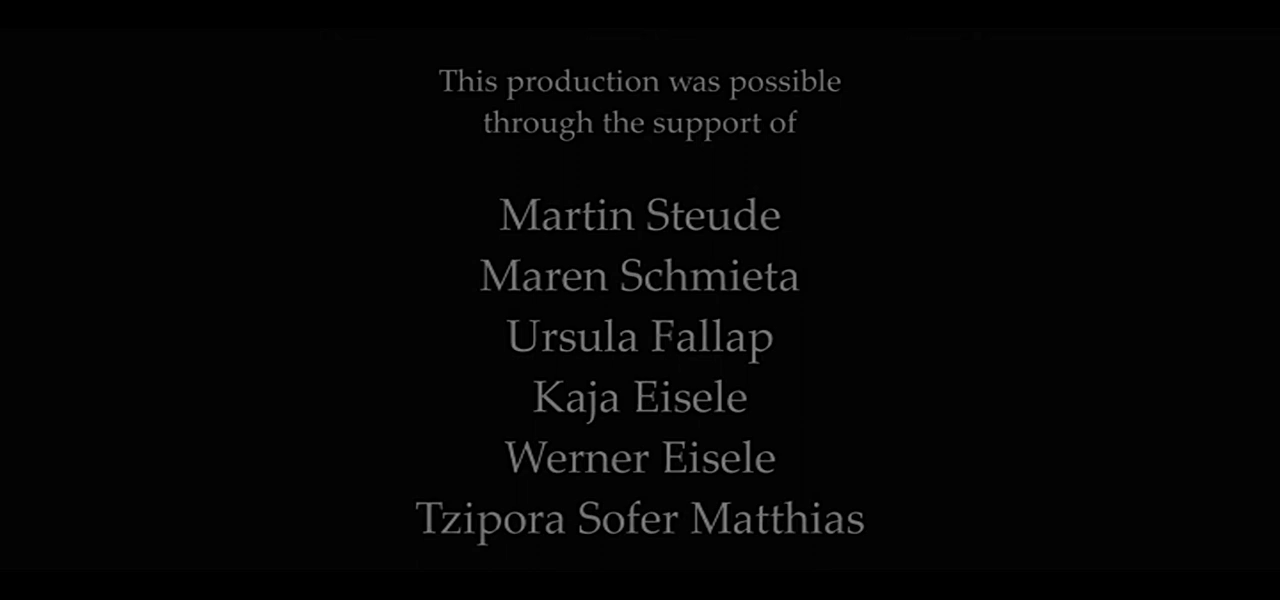 This production was possible
through the support of
Martin Steude
Maren Schmieta
Ursula Fallap
Kaja Eisele
Werner Eisele
Tzipora Sofer Matthias